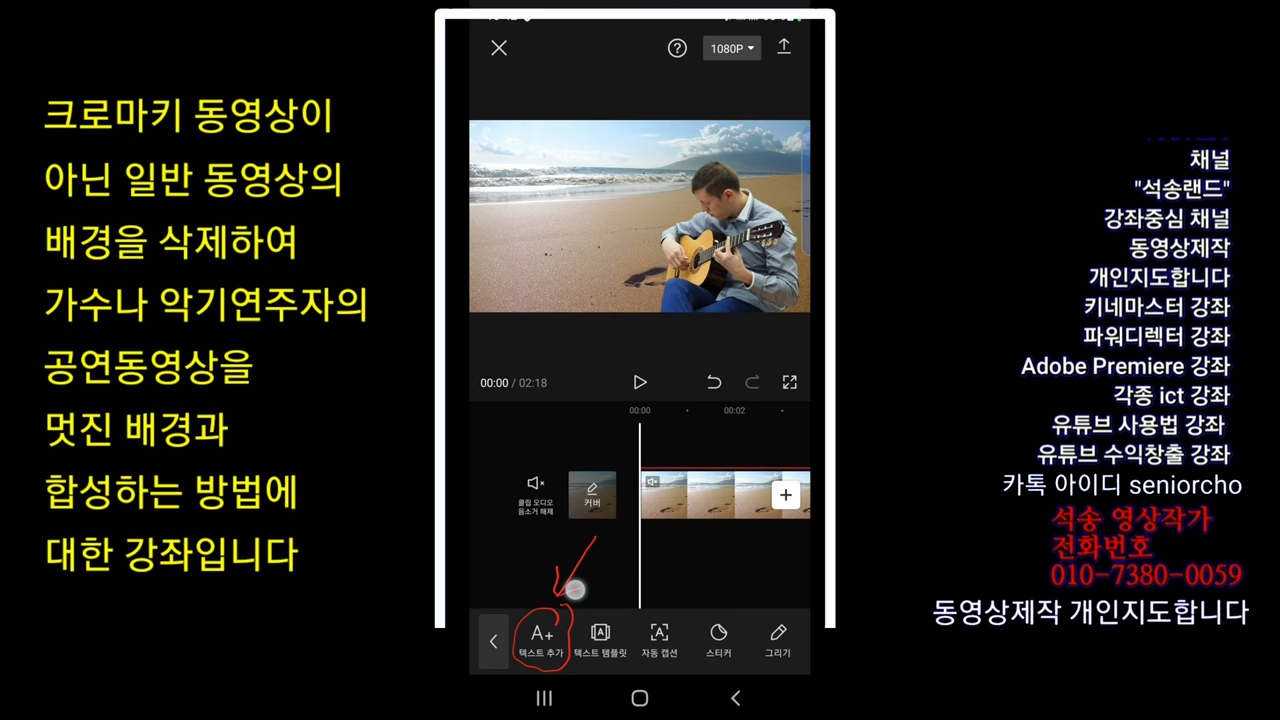 크로마키 동영상이
아닌 일반 동영상의
배경을 삭제하여
가수나 악기연주자의
공연동영상을
멋진 배경과
합성하는 방법에
대한 강좌입니다
1080P
00:00 / 02:18
00:00
00:02
클립 오디오
음소거 해제
커버
A+
텍스트 추가
텍스트 템플릿
자동 캡션
스티커
그리기
채널
"석송랜드"
강좌중심 채널
동영상제작
개인지도합니다
키네마스터 강좌
파워디렉터 강좌
Adobe Premiere 강좌
각종 ict 강좌
유튜브 사용법 강좌
유튜브 수익창출 강좌
카톡 아이디 seniorcho
석송 영상작가
전화번호
010-7380-0059
동영상제작 개인지도합니다